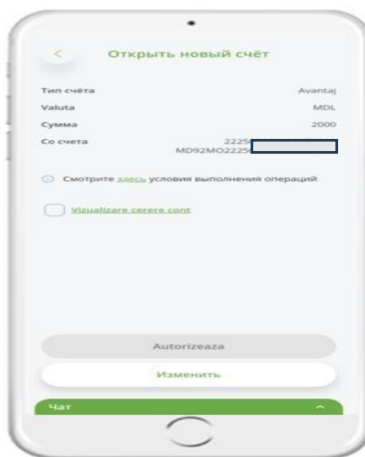 Открыть новый счёт
Тип счёта Avantaj
Valuta MDL
Сумма 2000
Со счета 2225
MD92MO2225
Смотрите здесь условия выполнения операций
Vizualizare cerere cont
Autorizeaza
Изменить
Чат